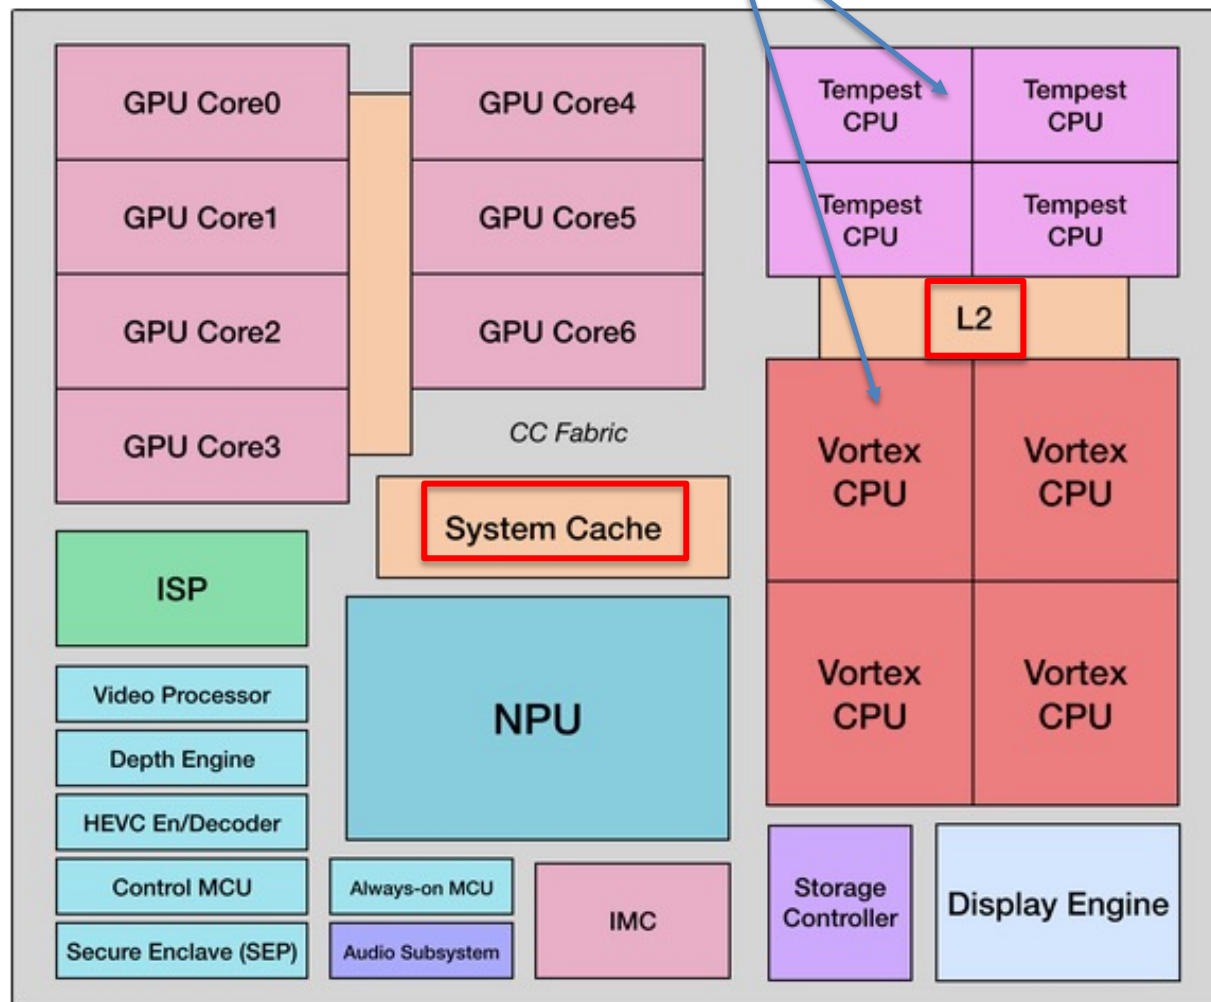 GPU Core0
GPU Core1
GPU Core2
GPU Core3
GPU Core4
GPU Core5
GPU Core6
Tempest
CPU
Tempest
CPU
Tempest
CPU
Tempest
CPU
L2
Vortex
CPU
Vortex
CPU
Vortex
CPU
Vortex
CPU
CC Fabric
System Cache
ISP
NPU
Video Processor
Depth Engine
HEVC En/Decoder
Control MCU
Secure Enclave (SEP)
Always-on MCU
Audio Subsystem
IMC
Storage
Controller
Display Engine